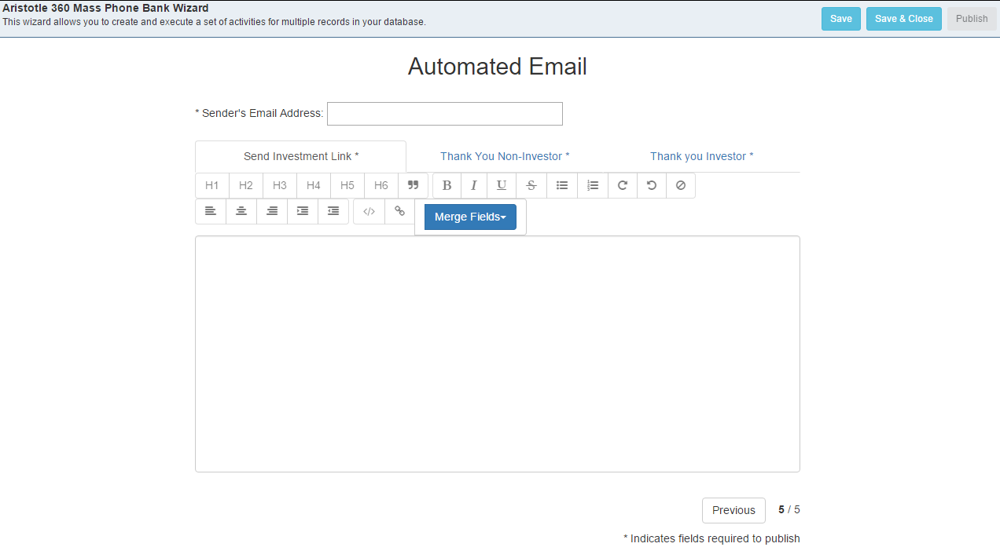 Aristotle 360 Mass Phone Bank Wizard
This wizard allows you to create and execute a set of activities for multiple records in your database.
Save Save & Close Publish
Automated Email
* Sender's Email Address:
Send Investment Link * Thank You Non-Investor * Thank you Investor *
H1 H2 H3 H4 H5 H6 B I U S
</> Merge Fields
Previous 5 / 5
* Indicates fields required to publish